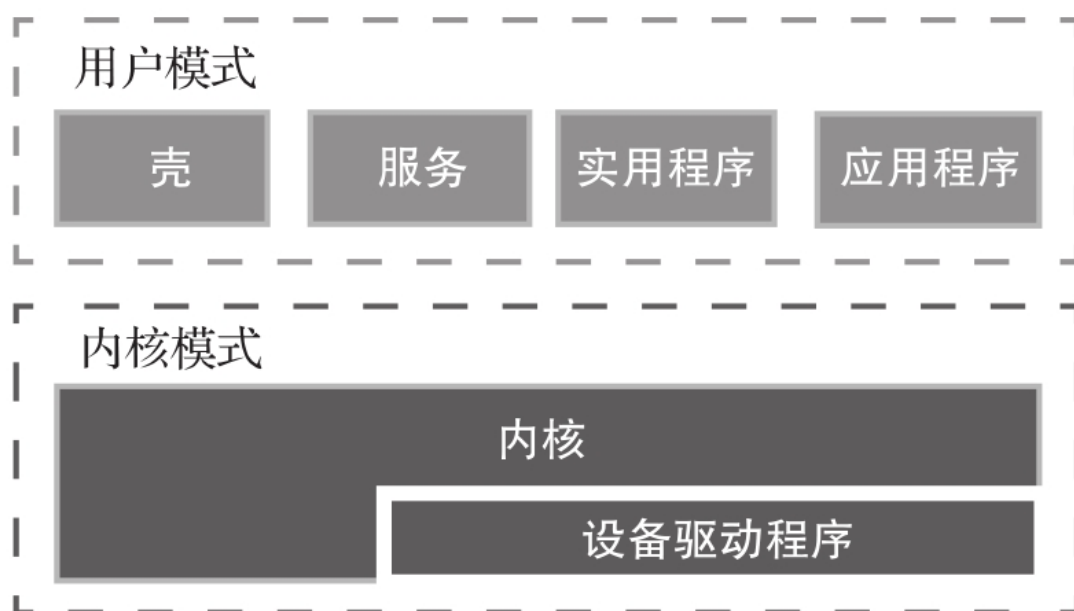 用户模式
壳 服务 实用程序 应用程序
内核模式
内核
设备驱动程序